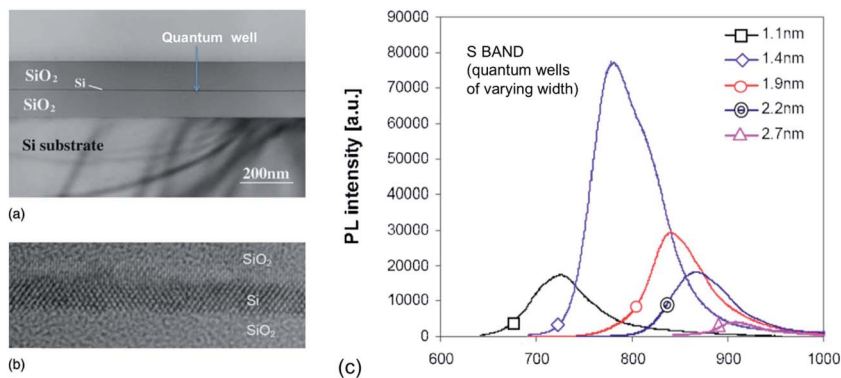 Quantum well
SiO2
Si
SiO2
Si substrate
200nm
(a)
SiO2
Si
SiO2
(b)
(c)
PL intensity [a.u.]
90000
80000
70000
60000
50000
40000
30000
20000
10000
0
600
700
800
900
1000
S BAND
(quantum wells
of varying width)
1.1nm
1.4nm
1.9nm
2.2nm
2.7nm